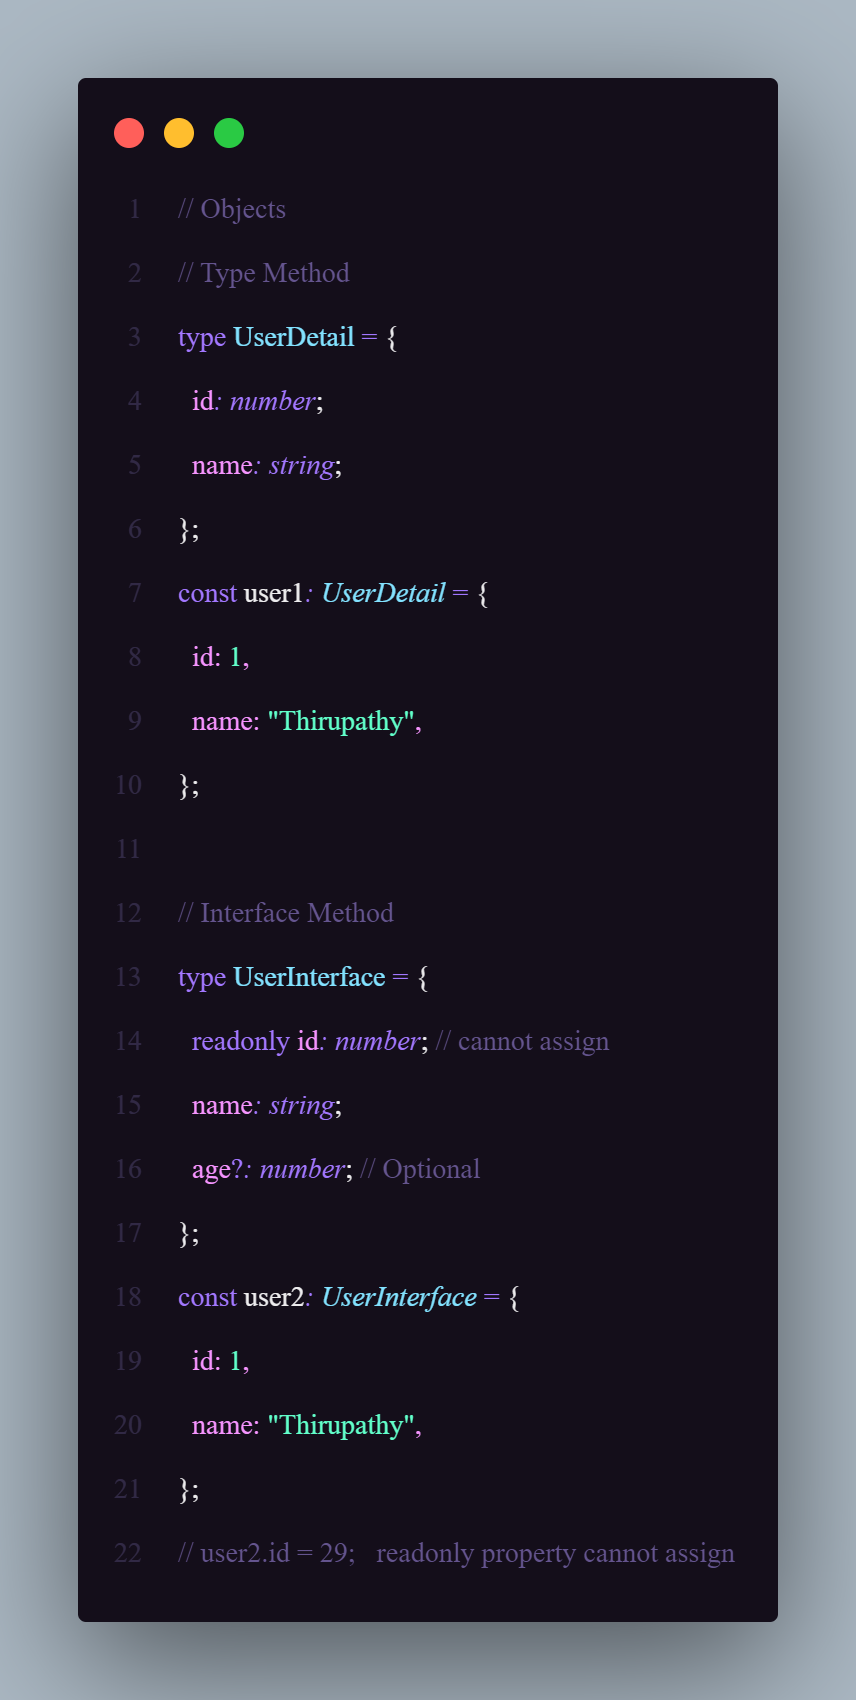 1 // Objects
2 // Type Method
3 type UserDetail = {
4   id: number;
5   name: string;
6 };
7 const user1: UserDetail = {
8   id: 1,
9   name: "Thirupathy",
10 };
11
12 // Interface Method
13 type UserInterface = {
14   readonly id: number; // cannot assign
15   name: string;
16   age?: number; // Optional
17 };
18 const user2: UserInterface = {
19   id: 1,
20   name: "Thirupathy",
21 };
22 // user2.id = 29;   readonly property cannot assign